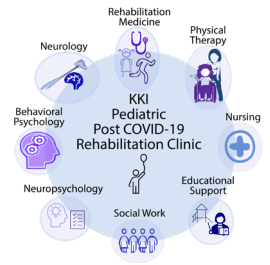 Rehabilitation
Medicine
Physical
Therapy
Neurology
KKI
Pediatric
Post COVID-19
Rehabilitation Clinic
Behavioral
Psychology
Nursing
Neuropsychology
Educational
Support
Social Work